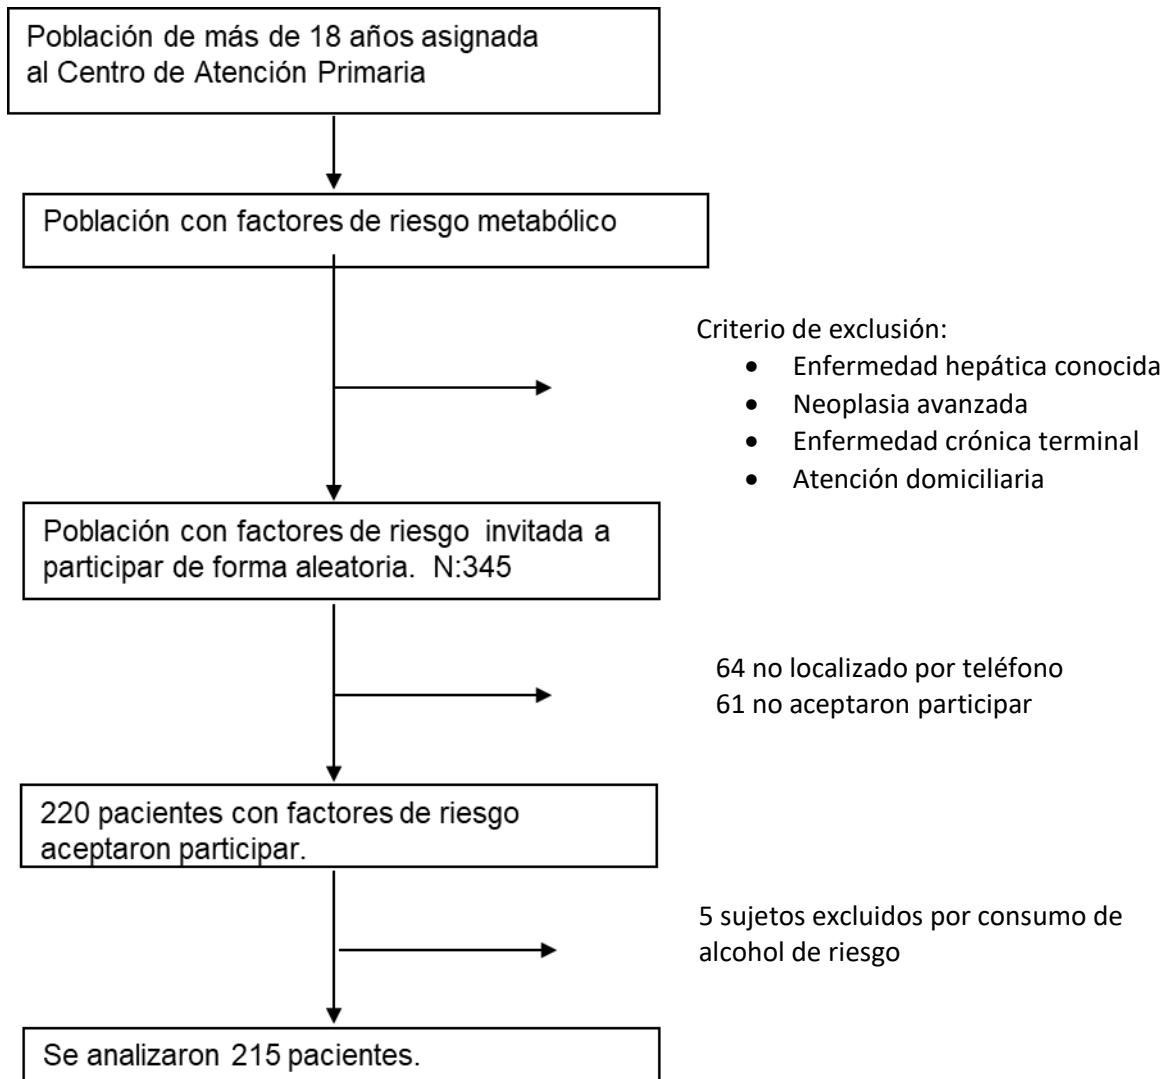 Población de más de 18 años asignada
al Centro de Atención Primaria
Población con factores de riesgo metabólico
Criterio de exclusión:
• Enfermedad hepática conocida
• Neoplasia avanzada
• Enfermedad crónica terminal
• Atención domiciliaria
Población con factores de riesgo invitada a
participar de forma aleatoria. N:345
64 no localizado por teléfono
61 no aceptaron participar
220 pacientes con factores de riesgo
aceptaron participar.
5 sujetos excluidos por consumo de
alcohol de riesgo
Se analizaron 215 pacientes.